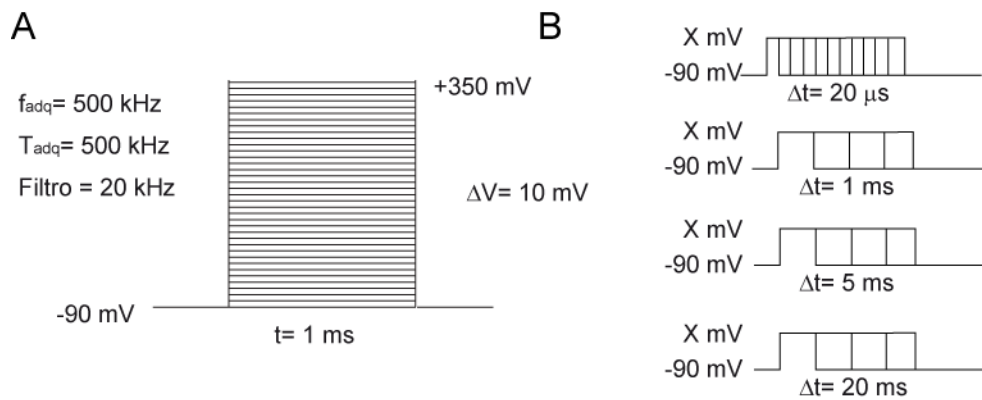 A
f_adq= 500 kHz
T_adq= 500 kHz
Filtro = 20 kHz
+350 mV
ΔV= 10 mV
-90 mV
t= 1 ms
B
X mV
-90 mV
Δt= 20 μs
X mV
-90 mV
Δt= 1 ms
X mV
-90 mV
Δt= 5 ms
X mV
-90 mV
Δt= 20 ms